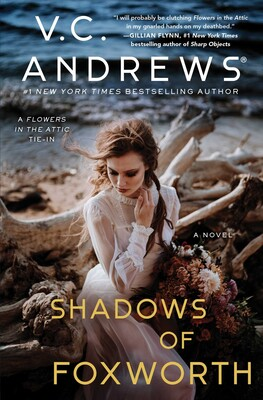 V.C.
ANDREWS®
#1 NEW YORK TIMES BESTSELLING AUTHOR
“I will probably be clutching Flowers in the Attic
in my gnarled hands on my deathbed.”
—GILLIAN FLYNN, #1 New York Times
bestselling author of Sharp Objects
A FLOWERS
IN THE ATTIC
TIE-IN
A NOVEL
SHADOWS
OF
FOXWORTH